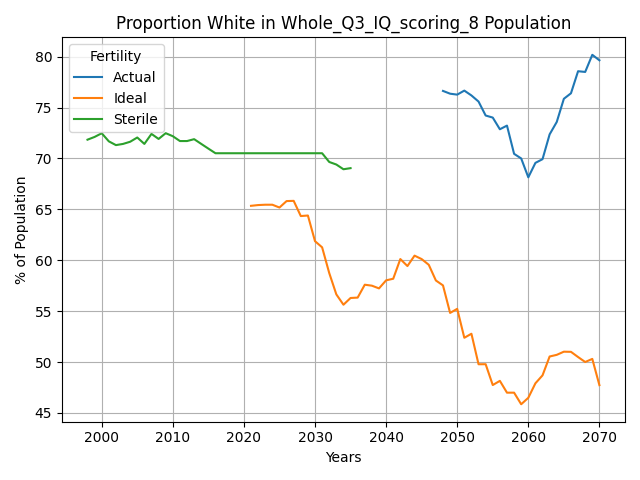 Proportion White in Whole_Q3_IQ_scoring_8 Population
Fertility
Actual
Ideal
Sterile
80
75
70
65
60
55
50
45
% of Population
2000 2010 2020 2030 2040 2050 2060 2070
Years